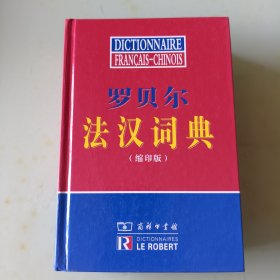 DICTIONNAIRE
FRANÇAIS-CHINOIS
罗贝尔
法汉词典
(缩印版)
商务印书馆
DICTIONNAIRES
LE ROBERT